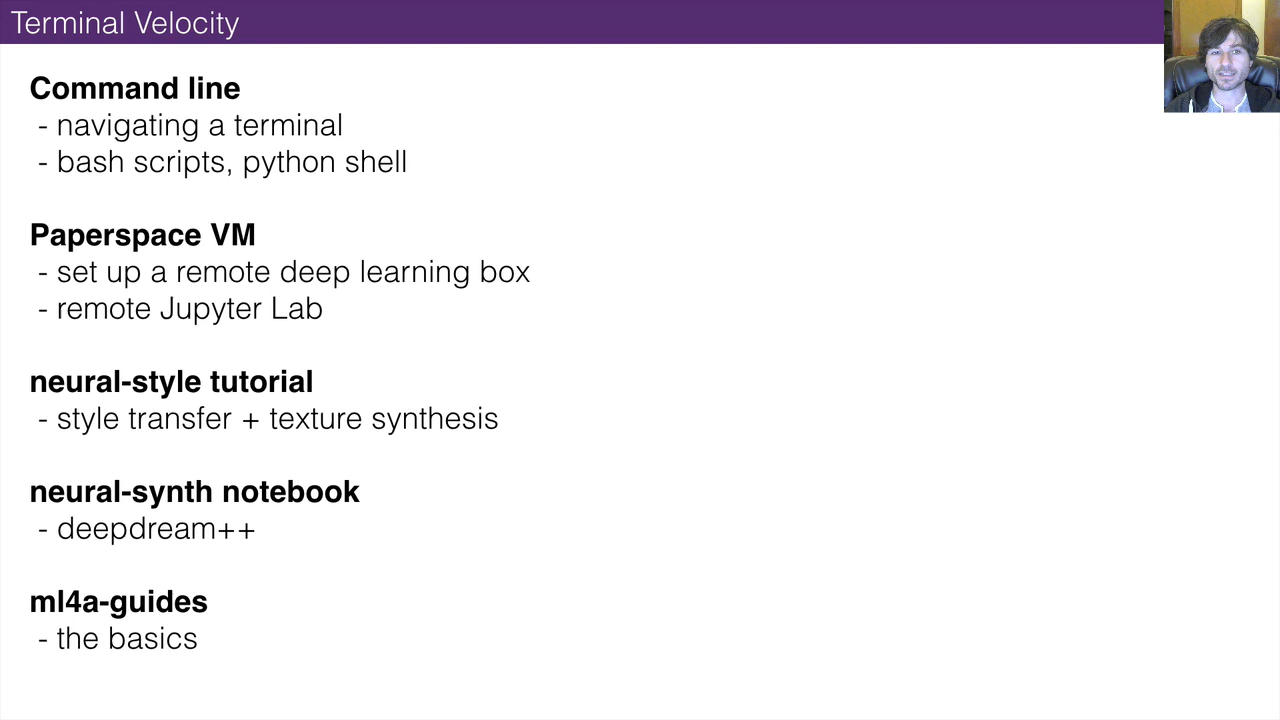 Terminal Velocity
Command line
- navigating a terminal
- bash scripts, python shell
Paperspace VM
- set up a remote deep learning box
- remote Jupyter Lab
neural-style tutorial
- style transfer + texture synthesis
neural-synth notebook
- deepdream++
ml4a-guides
- the basics